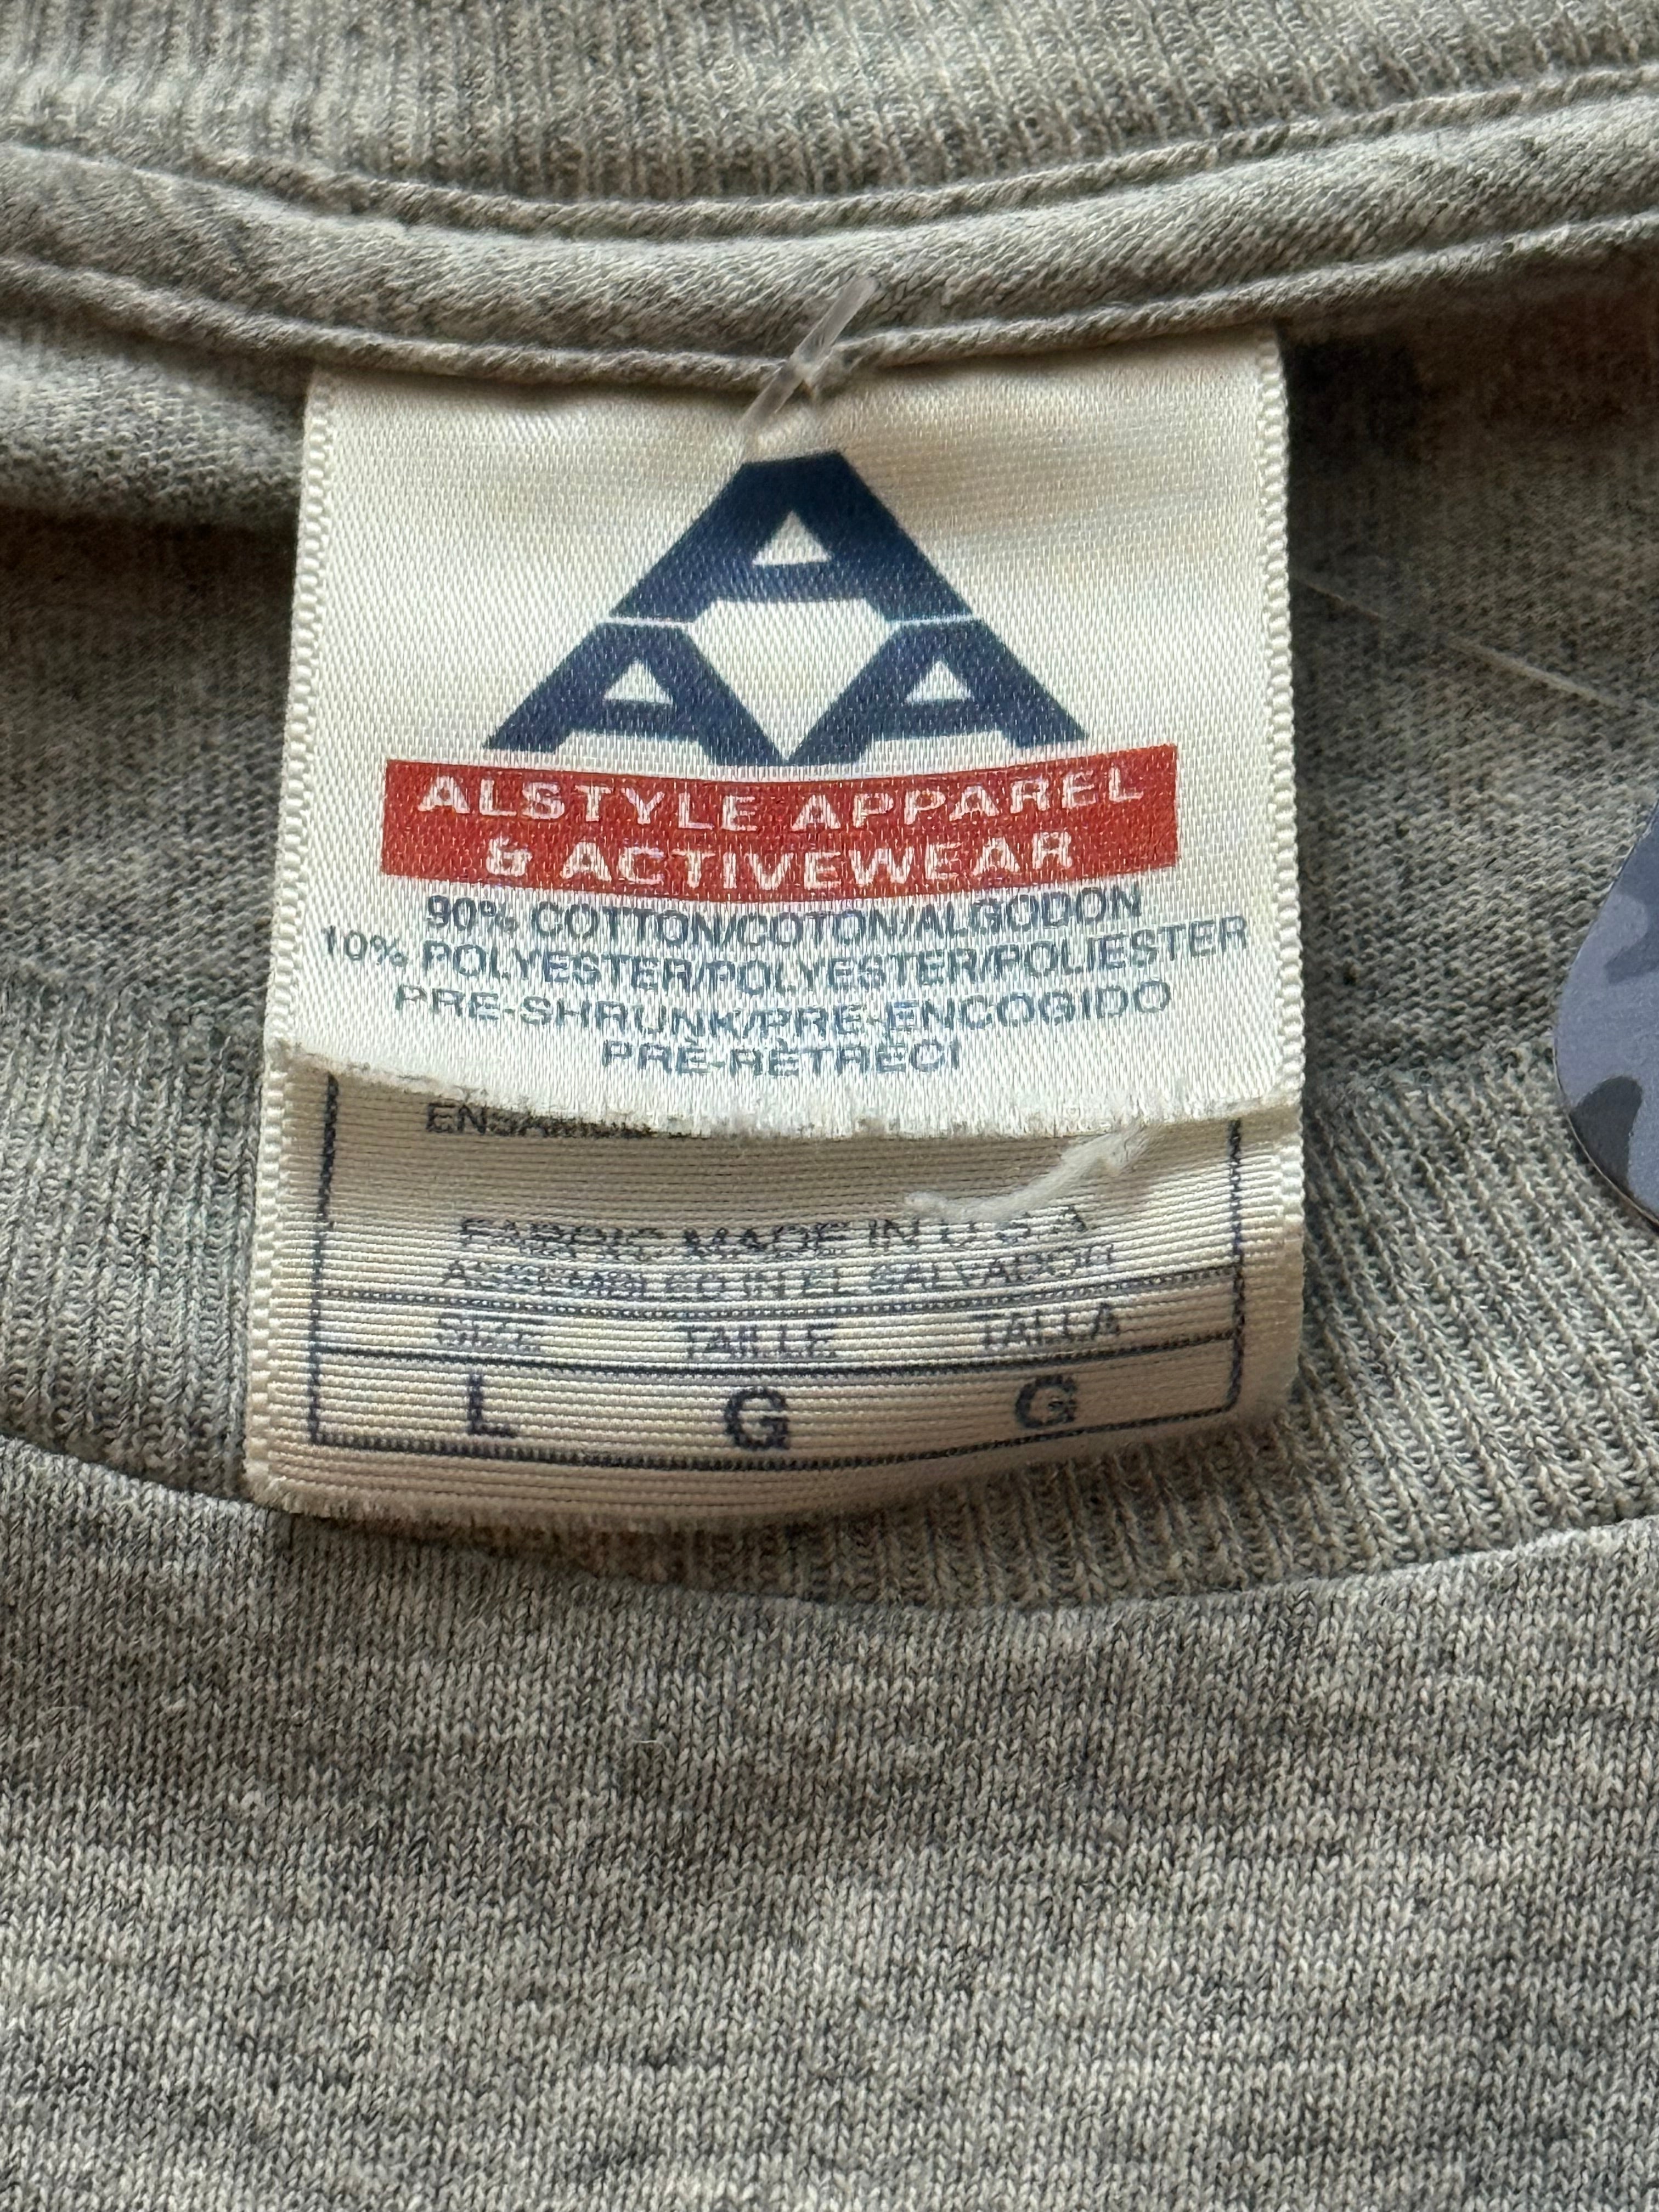 A
A A
ALSTYLE APPAREL
& ACTIVEWEAR
90% COTTON/COTON/ALGODON
10% POLYESTER/POLYESTER/POLIESTER
PRE-SHRUNK/PRE-ENCOGIDO
PRÉ-RÉTRÉCI
FABRIC MADE IN U.S.A
ASSEMBLED IN EL SALVADOR
SIZE TAILLE TALLA
L G G